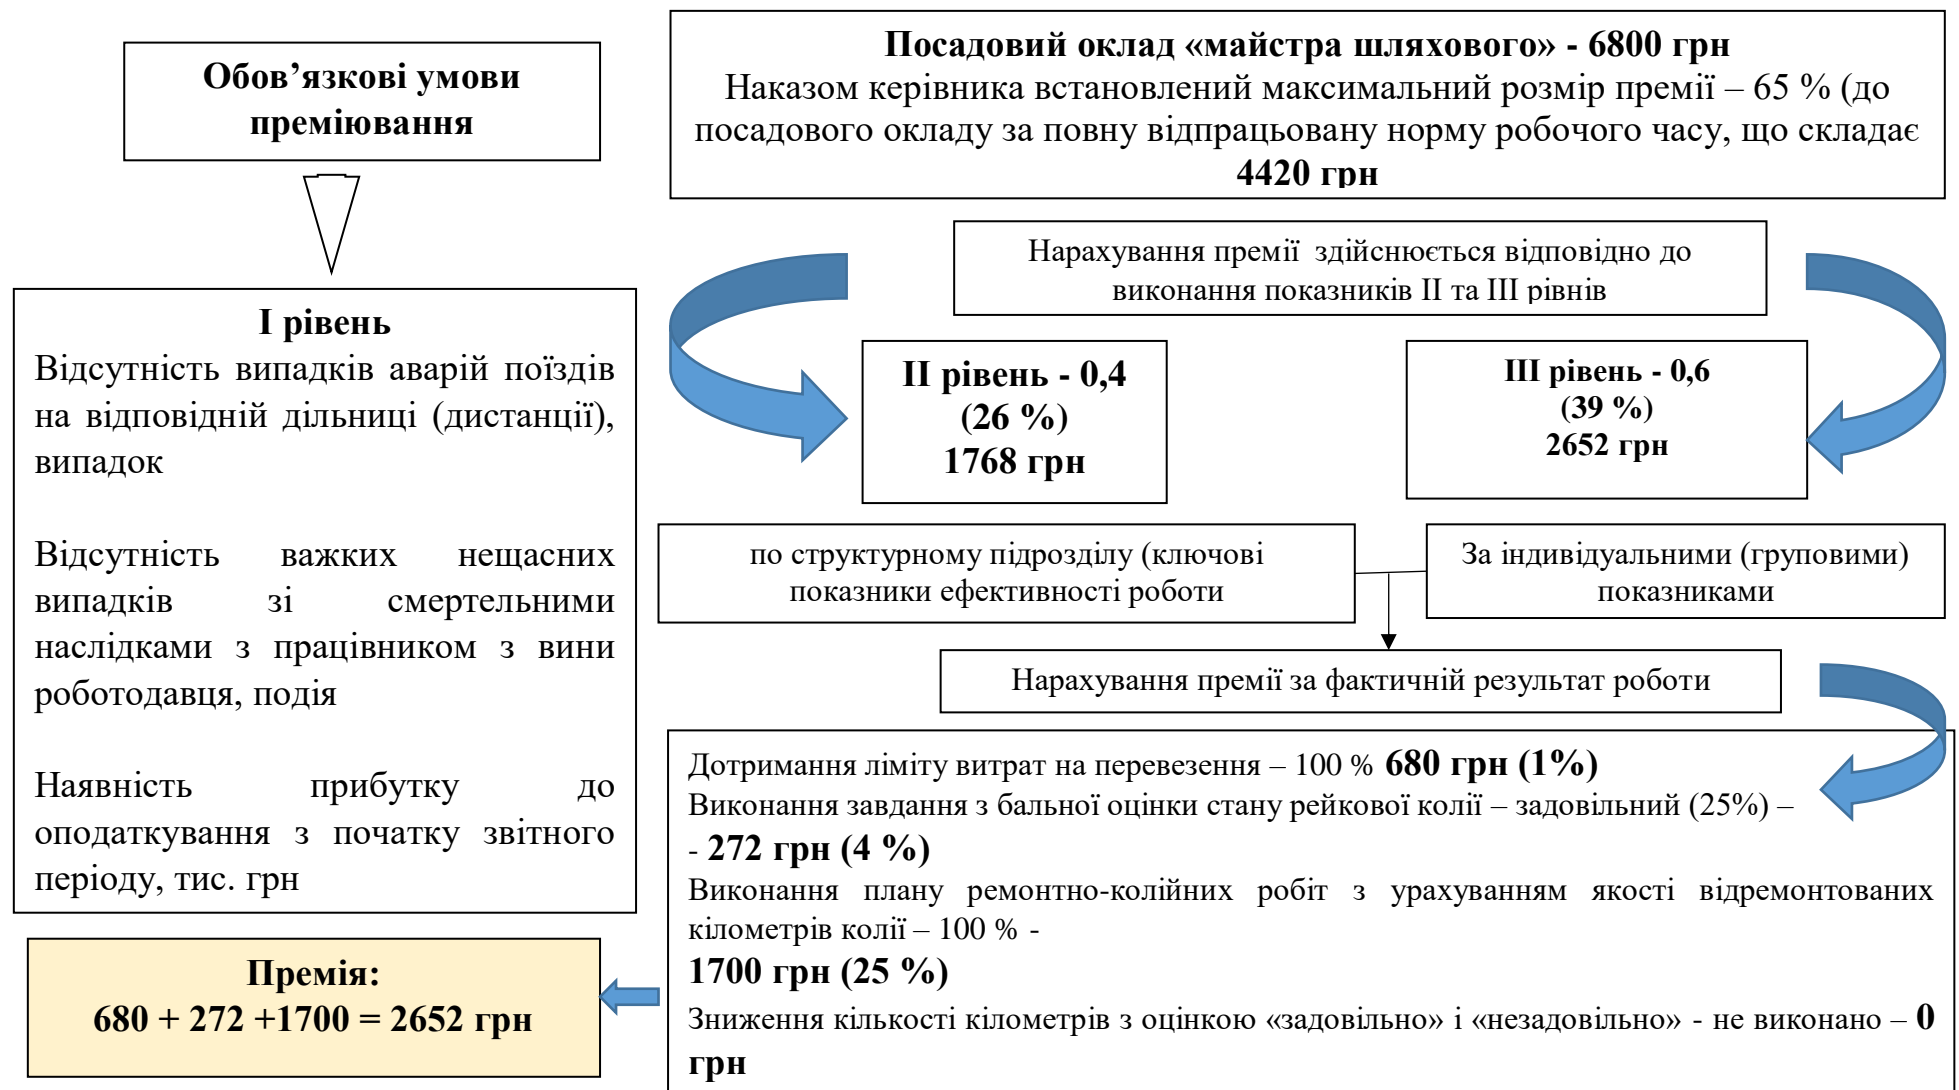 Обов’язкові умови
преміювання
Посадовий оклад «майстра шляхового» - 6800 грн
Наказом керівника встановлений максимальний розмір премії – 65 % (до
посадового окладу за повну відпрацьовану норму робочого часу, що складає
4420 грн
Нарахування премії здійснюється відповідно до
виконання показників ІІ та ІІІ рівнів
І рівень
Відсутність випадків аварій поїздів
на відповідній дільниці (дистанції),
випадок
Відсутність важких нещасних
випадків зі смертельними
наслідками з працівником з вини
роботодавця, подія
Наявність прибутку до
оподаткування з початку звітного
періоду, тис. грн
ІІ рівень - 0,4
(26 %)
1768 грн
ІІІ рівень - 0,6
(39 %)
2652 грн
по структурному підрозділу (ключові
показники ефективності роботи
За індивідуальними (груповими)
показниками
Нарахування премії за фактичній результат роботи
Дотримання ліміту витрат на перевезення – 100 % 680 грн (1%)
Виконання завдання з бальної оцінки стану рейкової колії – задовільний (25%) –
- 272 грн (4 %)
Виконання плану ремонтно-колійних робіт з урахуванням якості відремонтованих
кілометрів колії – 100 % -
1700 грн (25 %)
Зниження кількості кілометрів з оцінкою «задовільно» і «незадовільно» - не виконано – 0
грн
Премія:
680 + 272 +1700 = 2652 грн